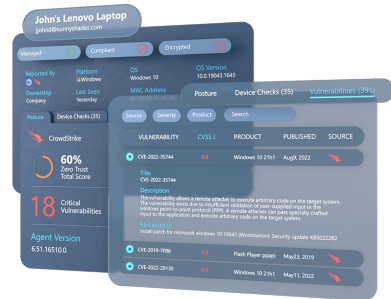 John's Lenovo Laptop
jjohnd@sunnyshades.com
Managed
Compliant
Encrypted
Reported By
Platform
Windows
OS
Windows 10
OS Version
10.0.19043.1645
Ownership
Company
Last Seen
Yesterday
MAC Address
Posture
Device Checks (35)
CrowdStrike
60%
Zero Trust
Total Score
18
Critical
Vulnerabilities
Agent Version
6.51.16510.0
Posture
Device Checks (35)
Vulnerabilities (391)
Source
Severity
Product
Search
VULNERABILITY
CVSS ↓
PRODUCT
PUBLISHED
SOURCE
CVE-2022-35744
Windows 10 21h1
Aug9, 2022
Title
CVE-2022-35744
Description
The vulnerability allows a remote attacker to execute arbitrary code on the target system.
The vulnerability exists due to insufficient validation of user-supplied input in the
windows point-to-point protocol (PPP). A remote attacker can pass specially crafted
input to the application and execute arbitrary code on the target system.
Remediation
Install patch for microsoft windows 10 19043 (Workstation): Security update KB5022282
CVE-2019-7096
Flash Player ppapi
May23, 2019
CVE-2022-29130
Windows 10 21h1
May11, 2022